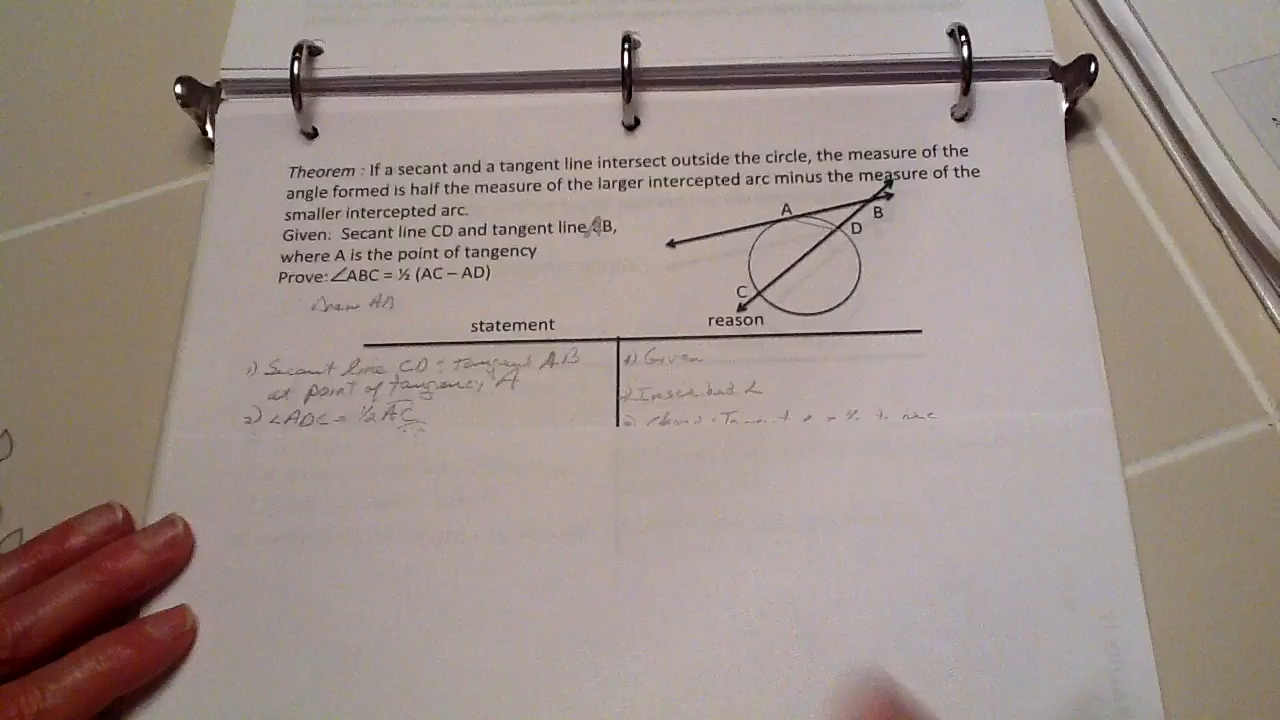 Theorem : If a secant and a tangent line intersect outside the circle, the measure of the
angle formed is half the measure of the larger intercepted arc minus the measure of the
smaller intercepted arc.
Given: Secant line CD and tangent line AB,
where A is the point of tangency
Prove: ∠ABC = ½ (AC – AD)
A
B
D
C
Draw AD
statement
reason
1) Secant line CD : tangent AB
at point of tangency A
1) Given
2) ∠ADC = ½ AC
2) Inscribed ∠